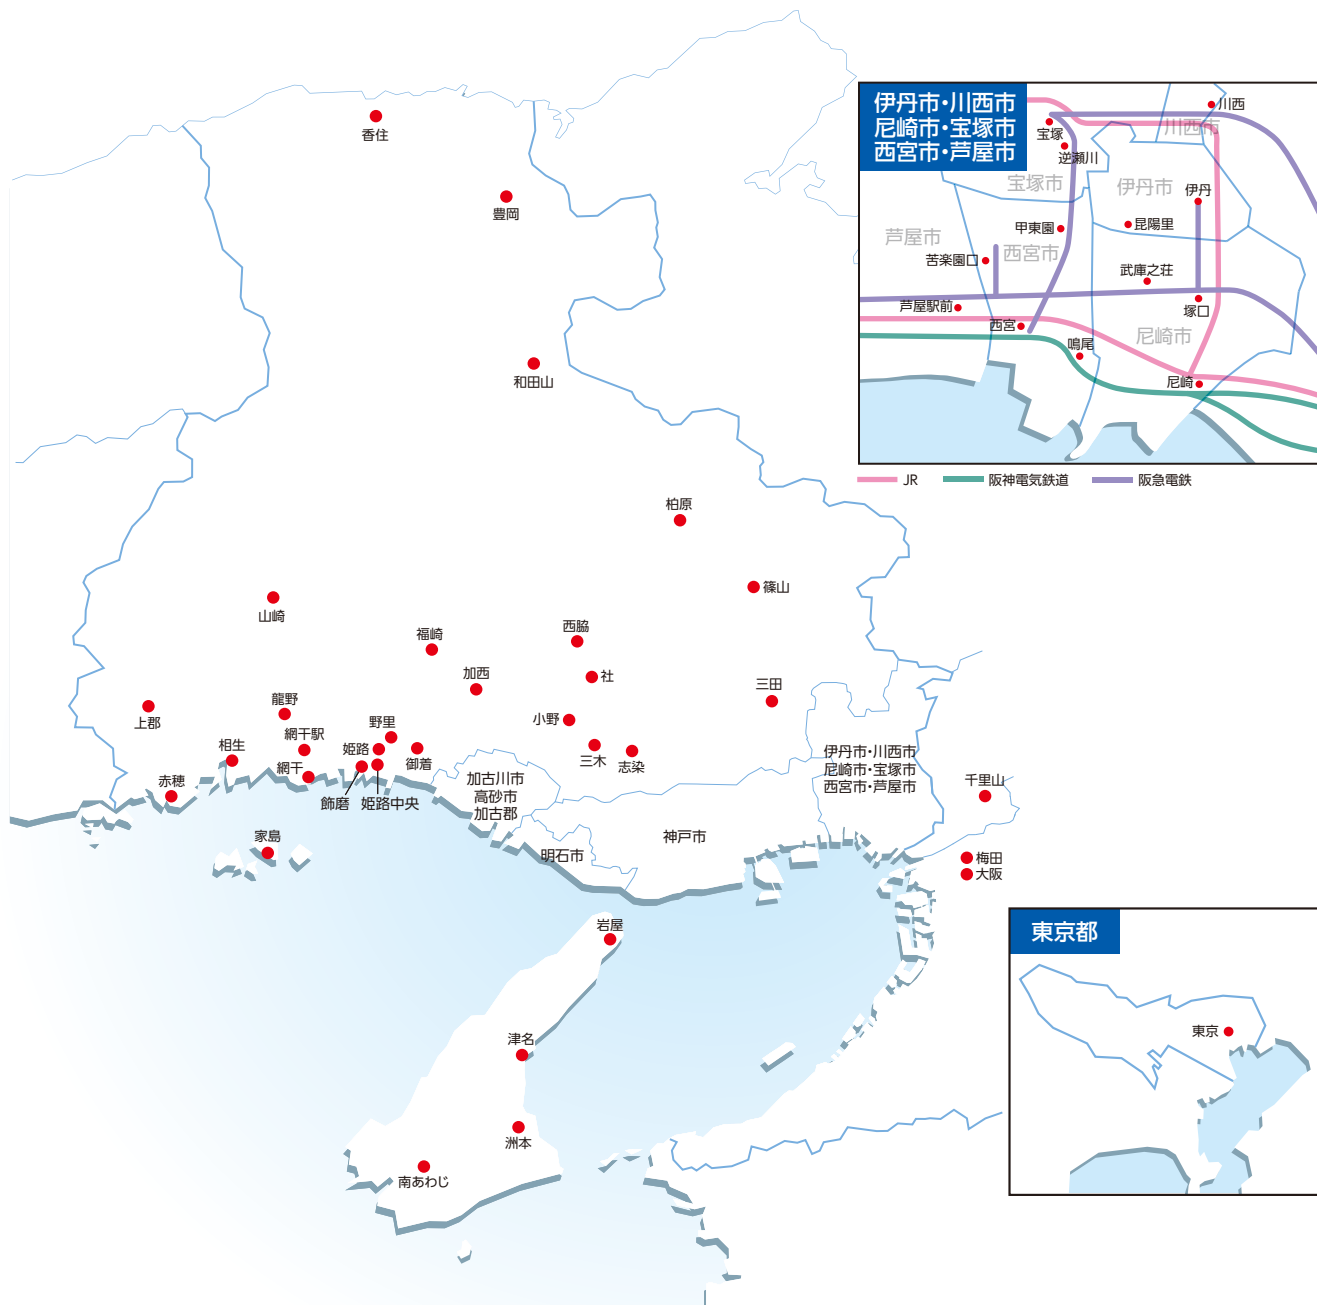 香住
豊岡
和田山
柏原
篠山
山崎
福崎
西脇
加西
社
三田
上郡
龍野
小野
網干駅
野里
相生
姫路
御着
三木
志染
網干
赤穂
飾磨
姫路中央
家島
加古川市
高砂市
加古郡
明石市
神戸市
伊丹市・川西市
尼崎市・宝塚市
西宮市・芦屋市
千里山
梅田
大阪
岩屋
津名
洲本
南あわじ
伊丹市・川西市
尼崎市・宝塚市
西宮市・芦屋市
川西
川西市
宝塚
逆瀬川
宝塚市
伊丹市
伊丹
芦屋市
甲東園
昆陽里
西宮市
苦楽園口
武庫之荘
芦屋駅前
塚口
西宮
尼崎市
鳴尾
尼崎
JR
阪神電気鉄道
阪急電鉄
東京都
東京